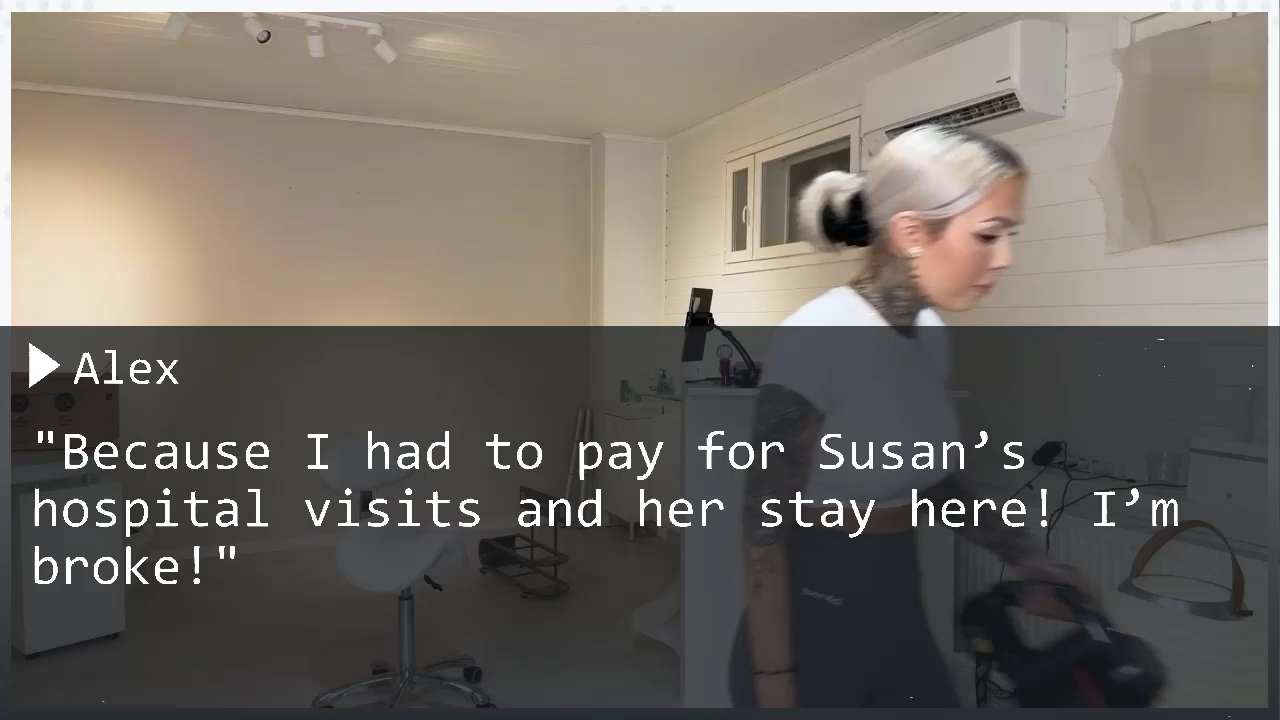 Alex
"Because I had to pay for Susan’s
hospital visits and her stay here! I’m
broke!"